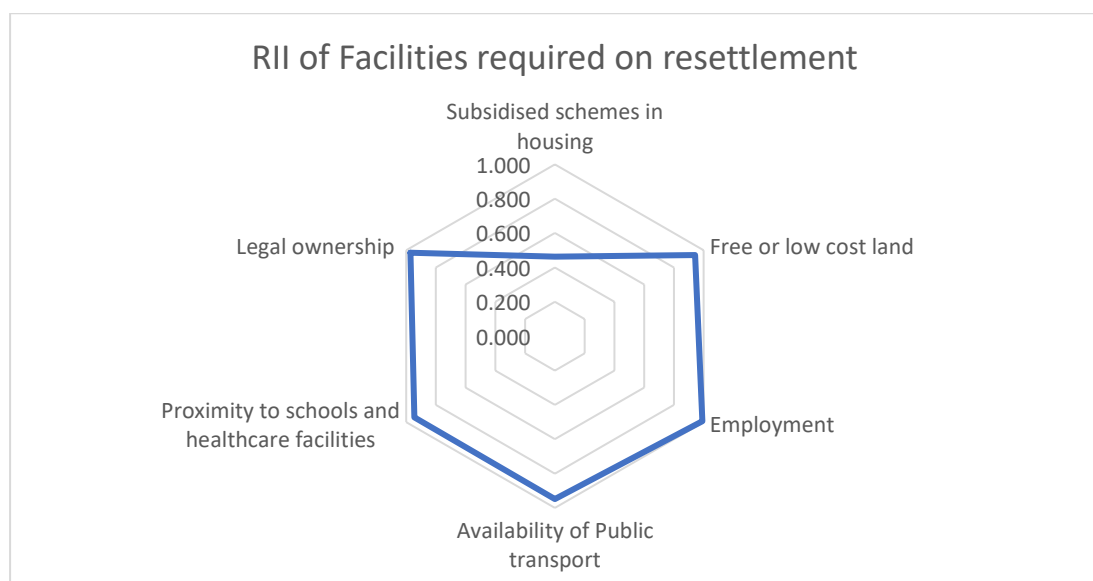 RII of Facilities required on resettlement
Subsidised schemes in
housing
1.000
0.800
0.600
0.400
0.200
0.000
Legal ownership
Free or low cost land
Proximity to schools and
healthcare facilities
Employment
Availability of Public
transport